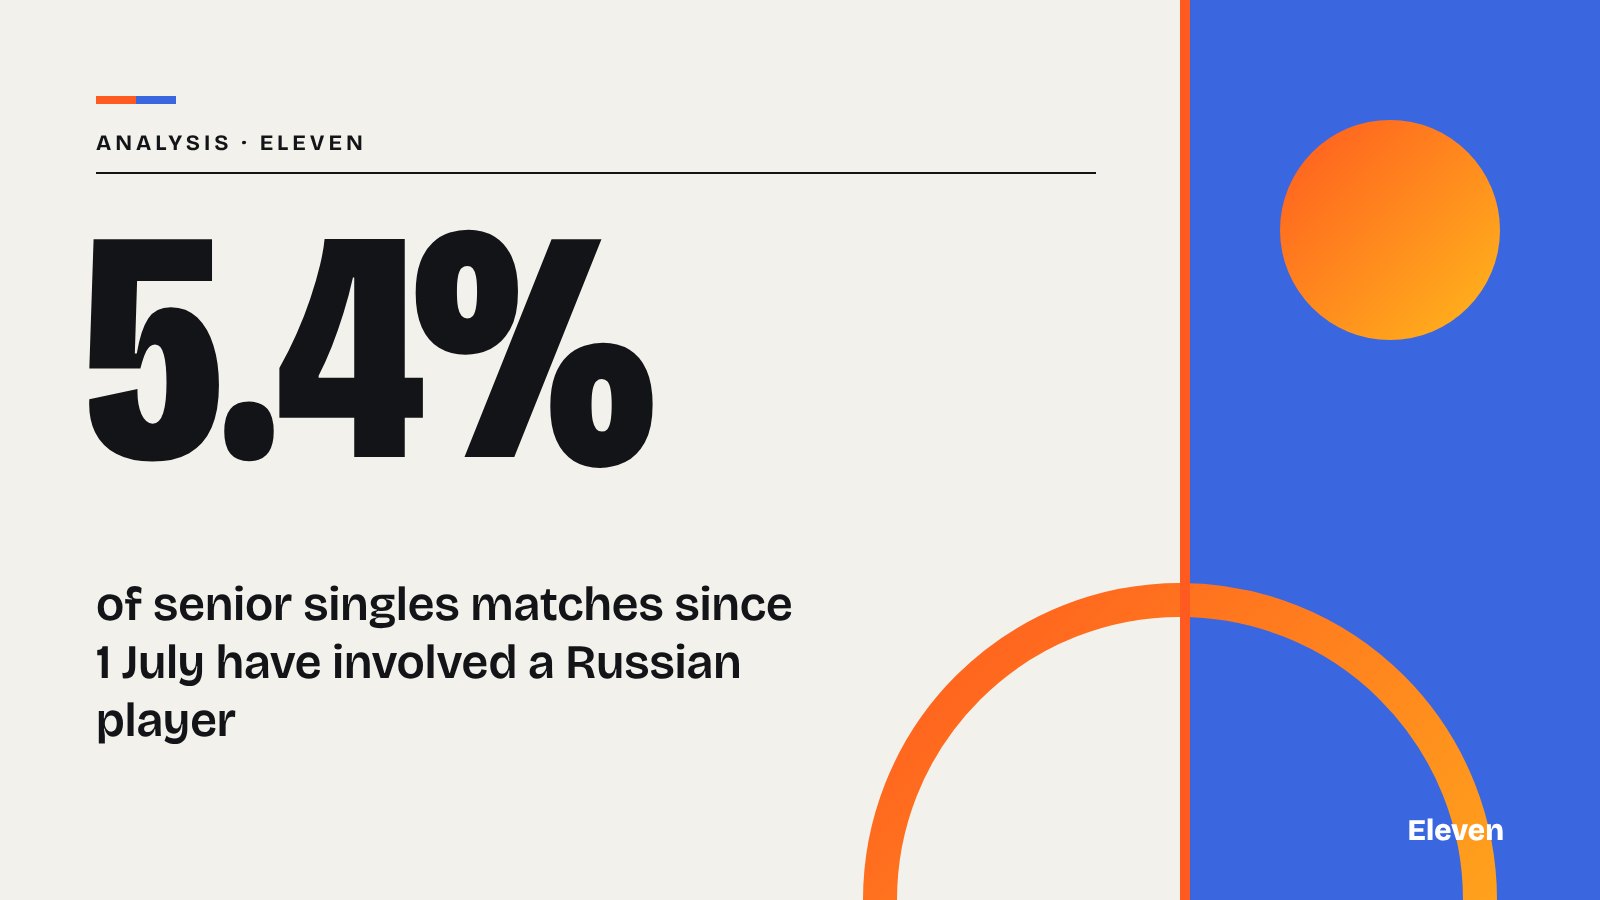 ANALYSIS · ELEVEN
5.4%
of senior singles matches since
1 July have involved a Russian
player
Eleven